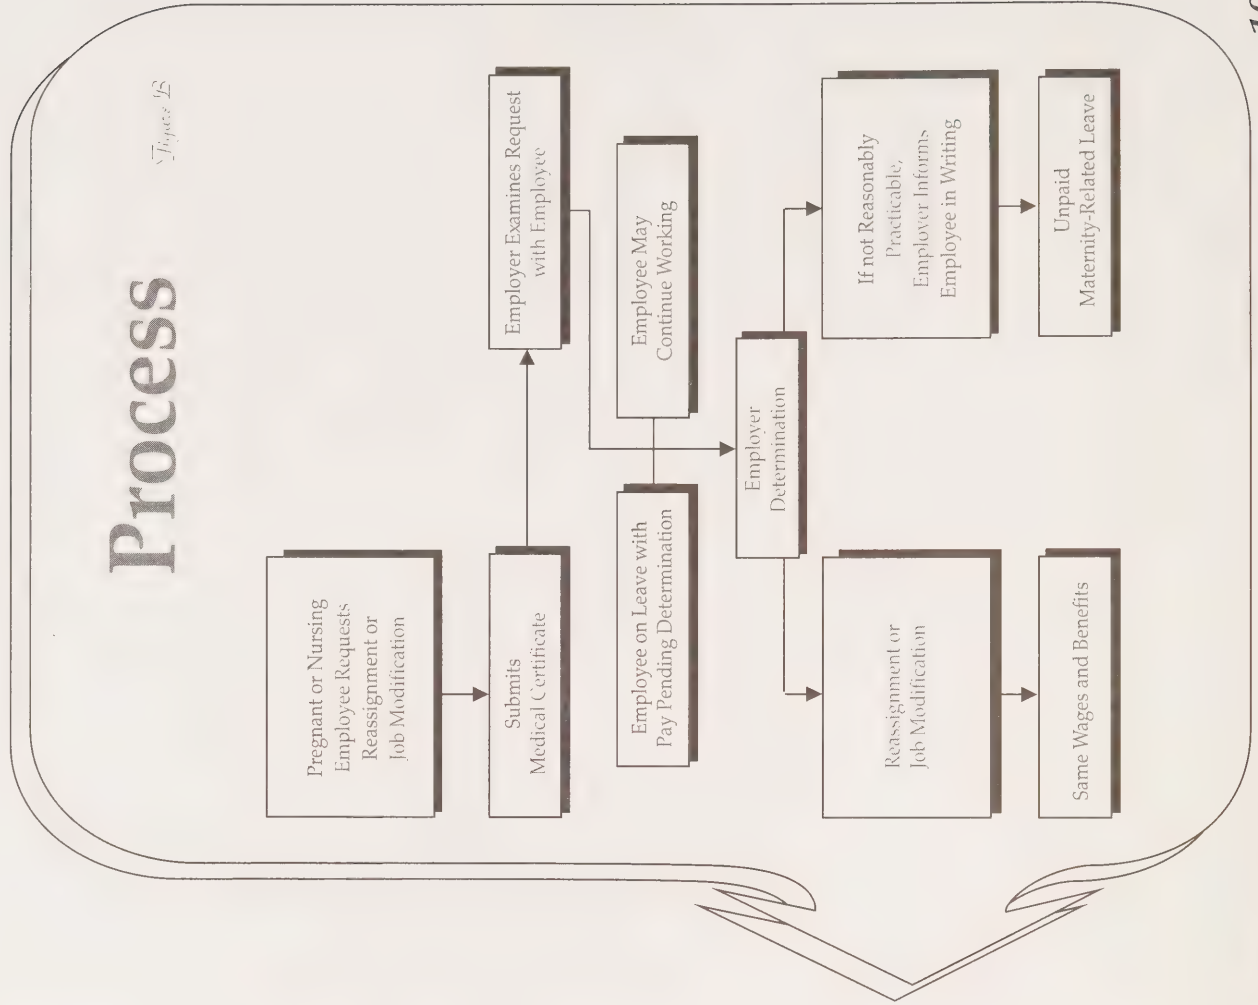 Process
Figure B
Pregnant or Nursing
Employee Requests
Reassignment or
Job Modification
Submits
Medical Certificate
Employer Examines Request
with Employee
Employee on Leave with
Pay Pending Determination
Employee May
Continue Working
Employer
Determination
Reassignment or
Job Modification
If not Reasonably
Practicable,
Employer Informs
Employee in Writing
Same Wages and Benefits
Unpaid
Maternity-Related Leave